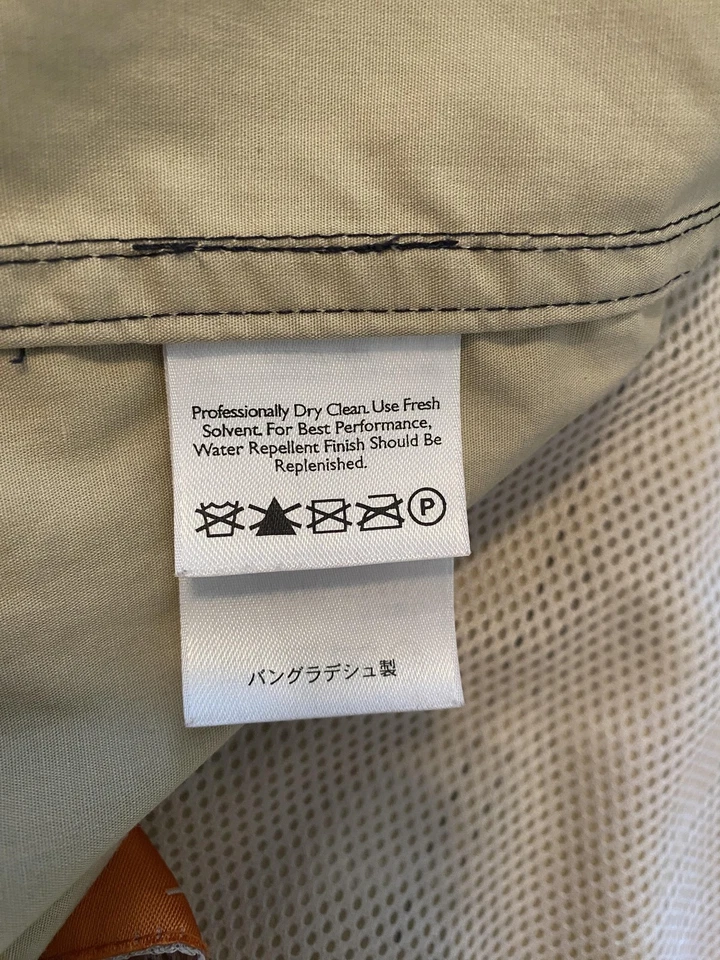 Professionally Dry Clean. Use Fresh
Solvent. For Best Performance,
Water Repellent Finish Should Be
Replenished.
P
バングラデシュ製